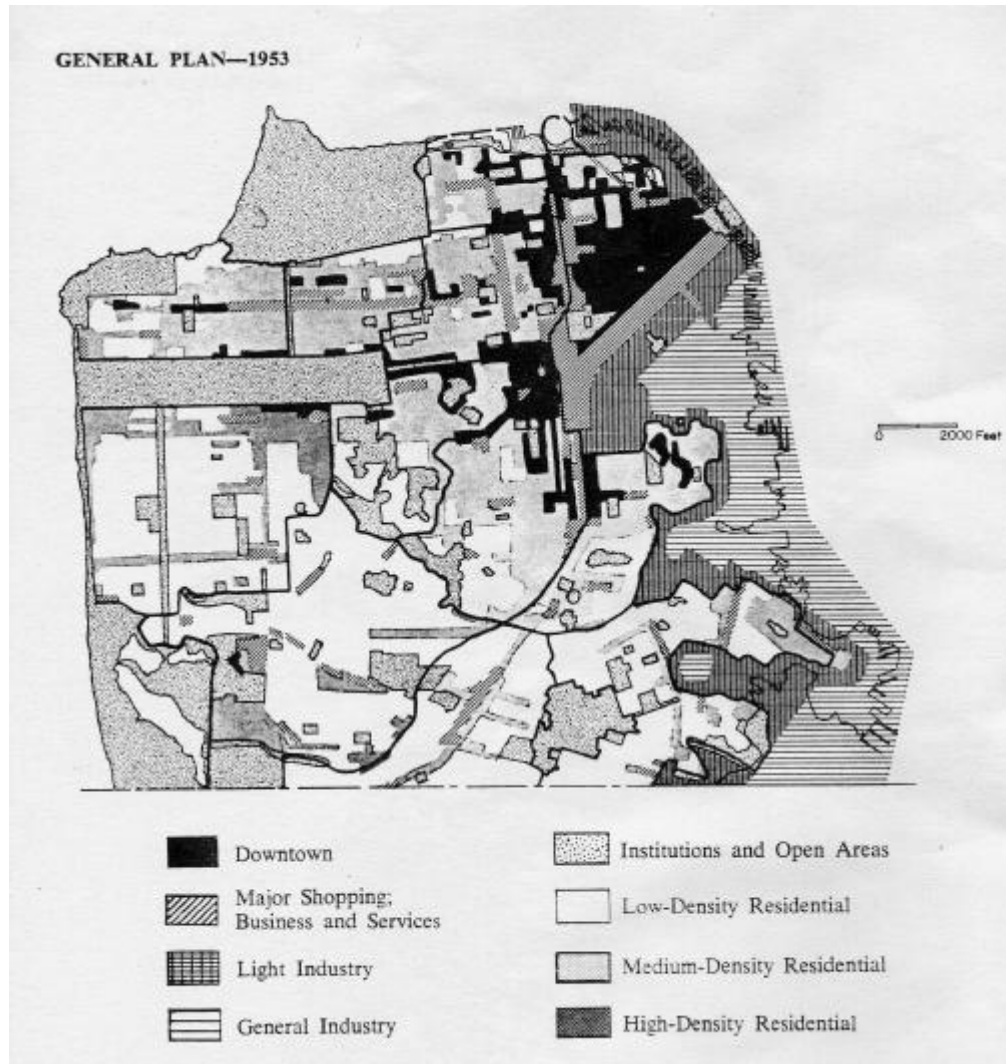 GENERAL PLAN—1953
0 2000 Feet
Downtown
Major Shopping;
Business and Services
Light Industry
General Industry
Institutions and Open Areas
Low-Density Residential
Medium-Density Residential
High-Density Residential